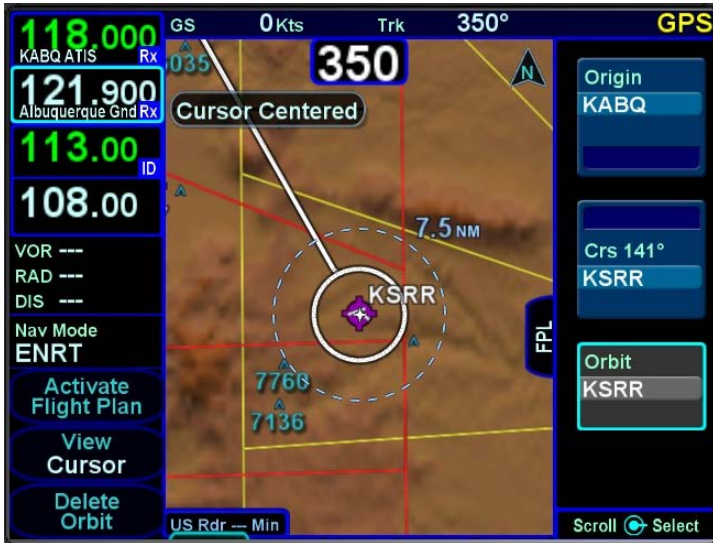 118.000
KABQ ATIS Rx
121.900
Albuquerque Gnd Rx
113.00
ID
108.00
VOR ---
RAD ---
DIS ---
Nav Mode
ENRT
Activate
Flight Plan
View
Cursor
Delete
Orbit
GS 0Kts Trk 350° GPS
350
N
Cursor Centered
7.5 NM
KSRR
7760
7136
US Rdr --- Min
FPL
Origin
KABQ
Crs 141°
KSRR
Orbit
KSRR
Scroll Select